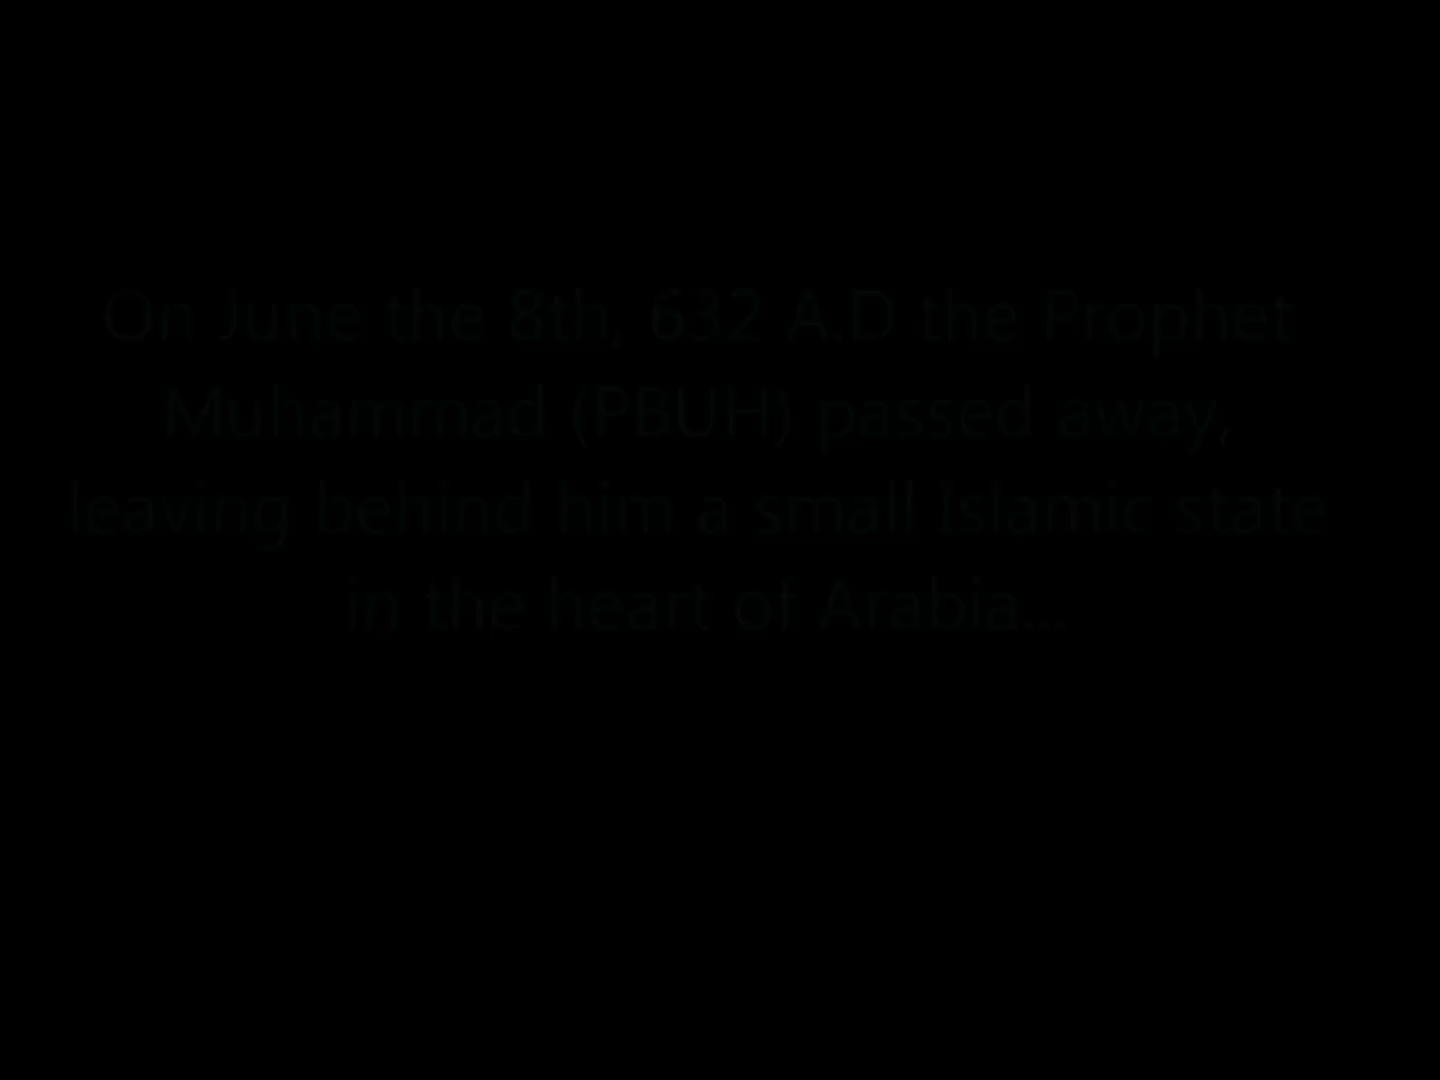 On June the 8th, 632 A.D the Prophet
Muhammad (PBUH) passed away,
leaving behind him a small Islamic state
in the heart of Arabia...